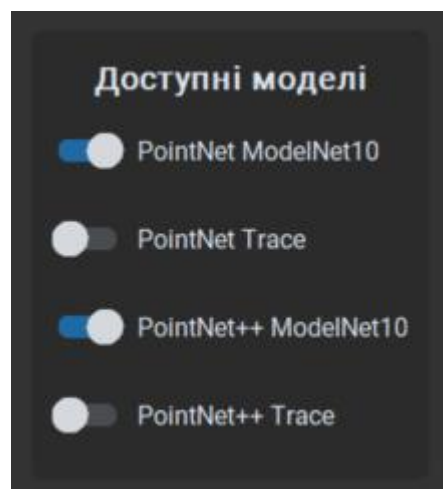 Доступні моделі
PointNet ModelNet10
PointNet Trace
PointNet++ ModelNet10
PointNet++ Trace